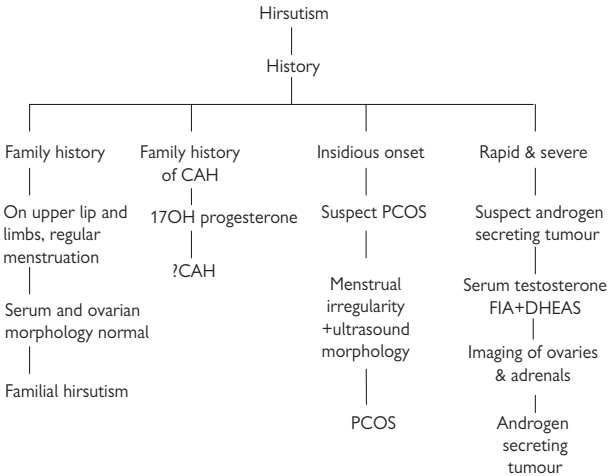 Hirsutism
History
Family history
On upper lip and
limbs, regular
menstruation
Serum and ovarian
morphology normal
Familial hirsutism
Family history
of CAH
17OH progesterone
?CAH
Insidious onset
Suspect PCOS
Menstrual
irregularity
+ultrasound
morphology
PCOS
Rapid & severe
Suspect androgen
secreting tumour
Serum testosterone
FIA+DHEAS
Imaging of ovaries
& adrenals
Androgen
secreting
tumour